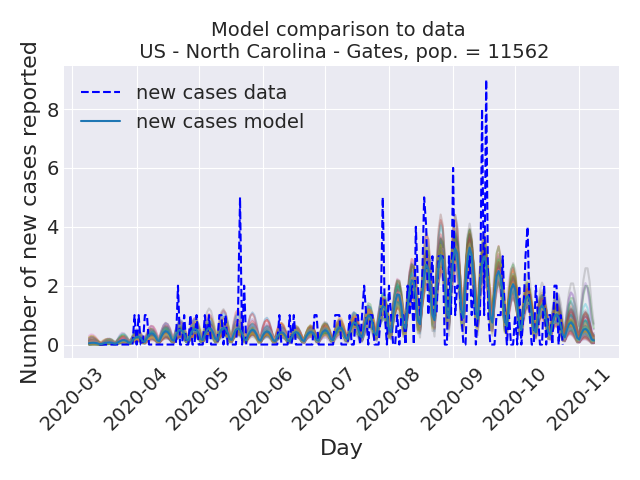 Model comparison to data
US - North Carolina - Gates, pop. = 11562
Number of new cases reported
8
6
4
2
0
new cases data
new cases model
2020-03
2020-04
2020-05
2020-06
2020-07
2020-08
2020-09
2020-10
2020-11
Day